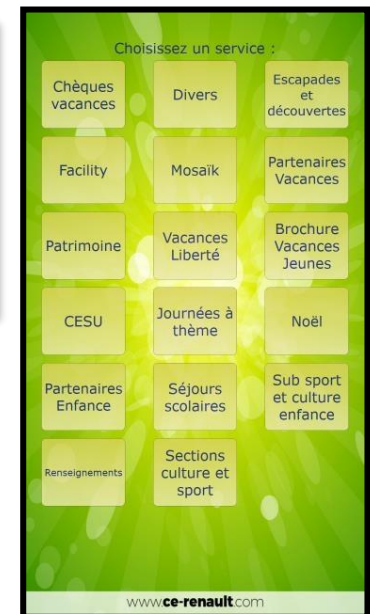 Choisissez un service :
Chèques
vacances
Divers
Escapades
et
découvertes
Facility
Mosaïk
Partenaires
Vacances
Patrimoine
Vacances
Liberté
Brochure
Vacances
Jeunes
CESU
Journées à
thème
Noël
Partenaires
Enfance
Séjours
scolaires
Sub sport
et culture
enfance
Renseignements
Sections
culture et
sport
www.ce-renault.com